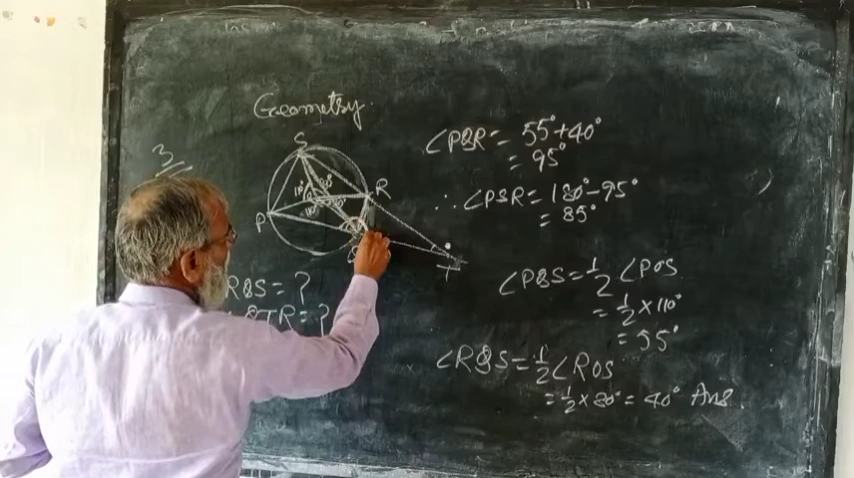 Geometry
3
S
R
P
T
RQS = ?
QTR = ?
∠PQR = 55° + 40°
= 95°
∴ ∠PSR = 180° - 95°
= 85°
∠PQS = 1/2 ∠POS
= 1/2 × 110°
= 55°
∠RQS = 1/2 ∠ROS
= 1/2 × 80° = 40° Ans.